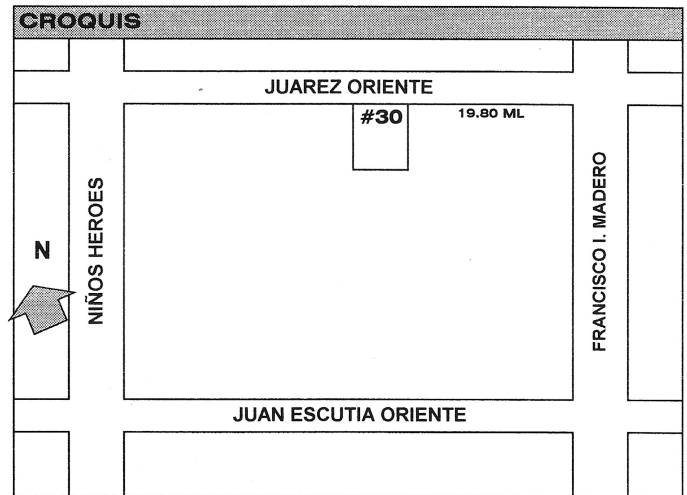 CROQUIS
JUAREZ ORIENTE
#30
19.80 ML
N
NIÑOS HEROES
FRANCISCO I. MADERO
JUAN ESCUTIA ORIENTE